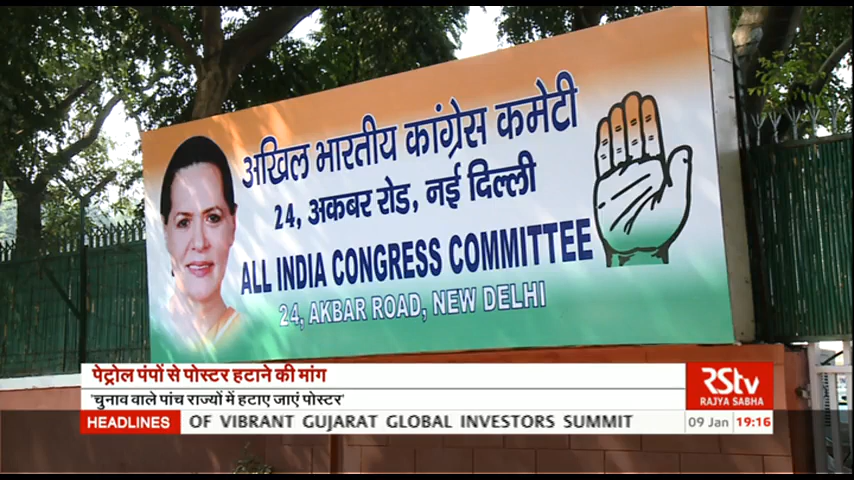 अखिल भारतीय कांग्रेस कमेटी
24, अकबर रोड, नई दिल्ली
ALL INDIA CONGRESS COMMITTEE
24, AKBAR ROAD, NEW DELHI
पेट्रोल पंपों से पोस्टर हटाने की मांग
'चुनाव वाले पांच राज्यों में हटाए जाएं पोस्टर'
RStv
RAJYA SABHA
HEADLINES OF VIBRANT GUJARAT GLOBAL INVESTORS SUMMIT 09 Jan 19:16